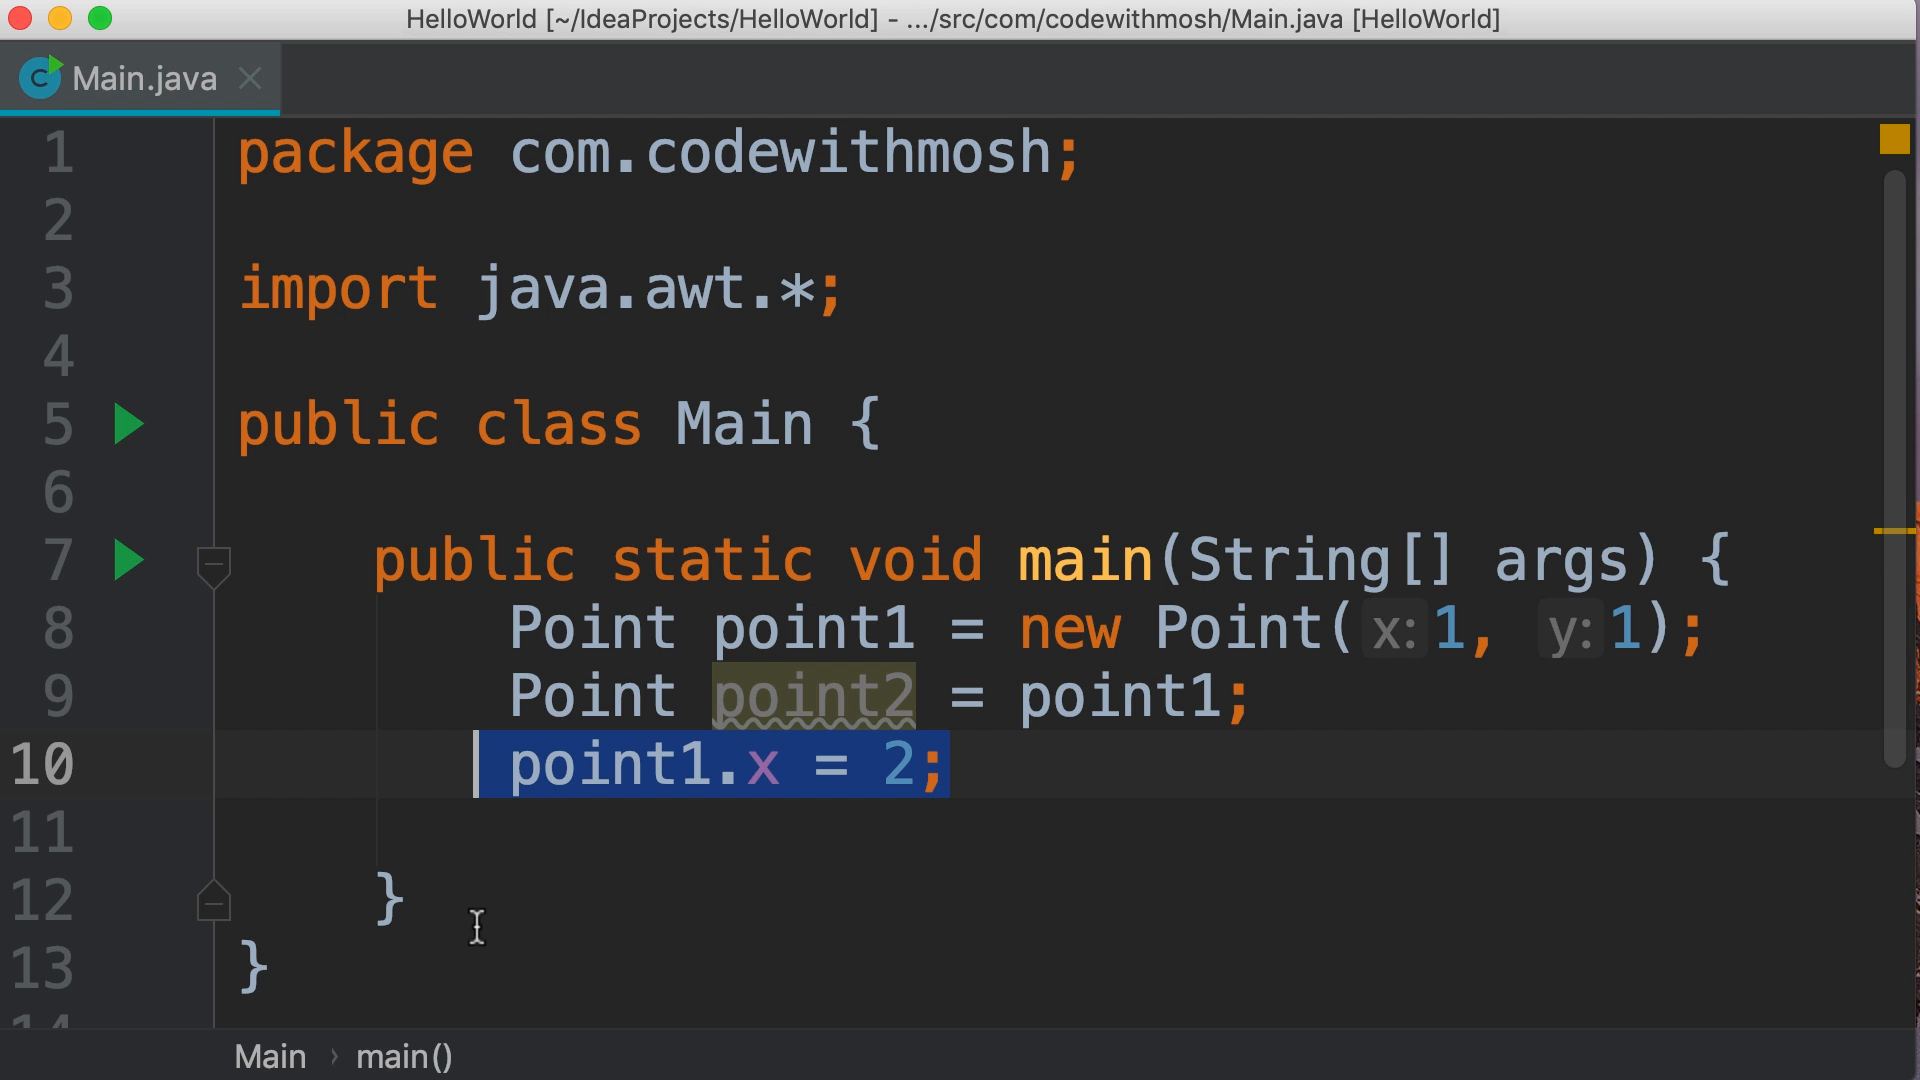 HelloWorld [~/IdeaProjects/HelloWorld] - .../src/com/codewithmosh/Main.java [HelloWorld]
C Main.java
1 package com.codewithmosh;
2
3 import java.awt.*;
4
5 public class Main {
6
7 public static void main(String[] args) {
8 Point point1 = new Point( x: 1, y: 1);
9 Point point2 = point1;
10 point1.x = 2;
11
12 }
13 }
14
Main › main()